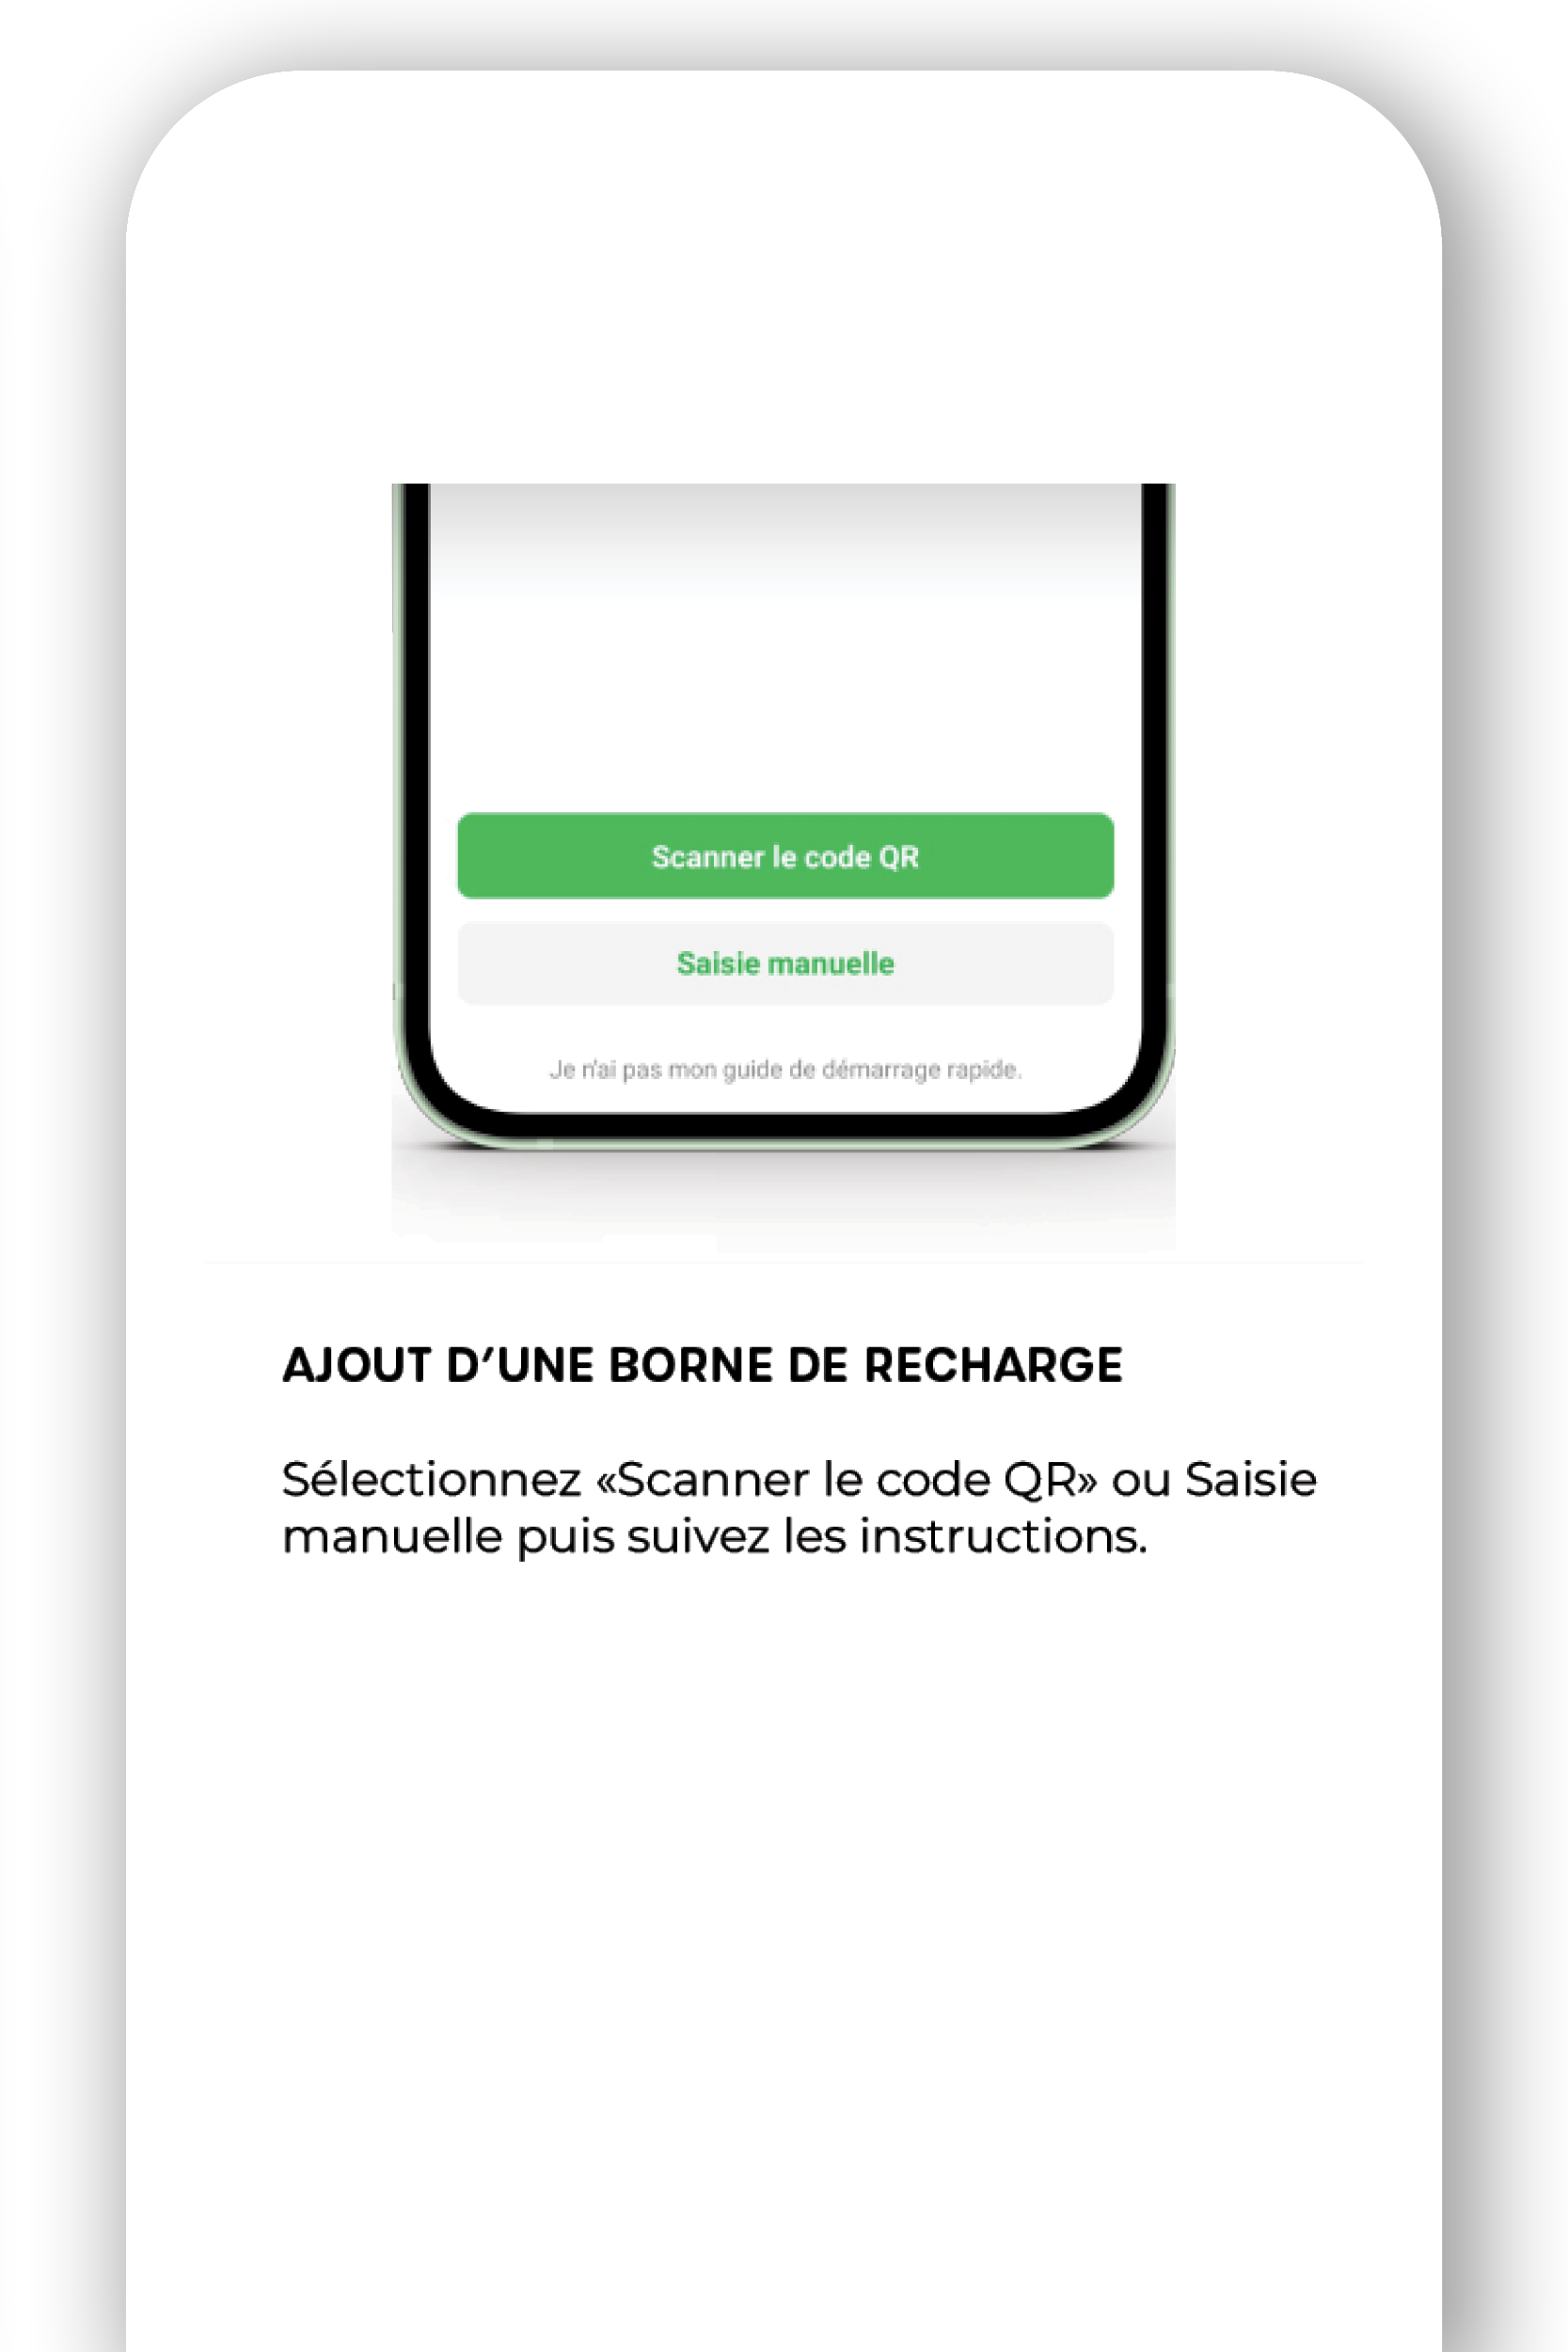 Scanner le code QR
Saisie manuelle
Je n'ai pas mon guide de démarrage rapide.
AJOUT D’UNE BORNE DE RECHARGE
Sélectionnez «Scanner le code QR» ou Saisie
manuelle puis suivez les instructions.